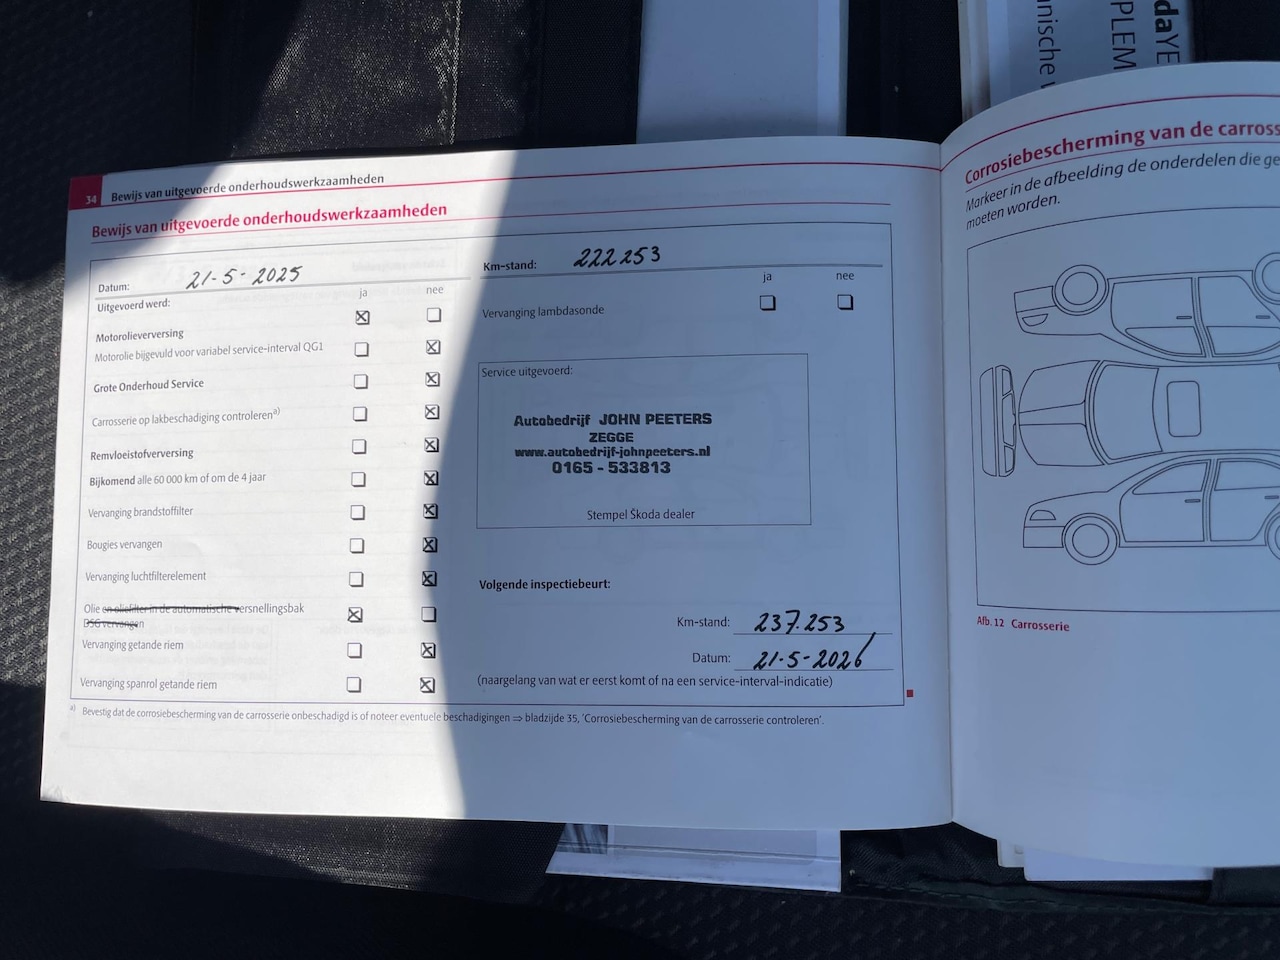 daYE
PLEM
nische
34 Bewijs van uitgevoerde onderhoudswerkzaamheden
Bewijs van uitgevoerde onderhoudswerkzaamheden
Datum: 21-5-2025
Uitgevoerd werd:
ja nee
Motorolieverversing
Motorolie bijgevuld voor variabel service-interval QG1
Grote Onderhoud Service
Carrosserie op lakbeschadiging controleren a)
Remvloeistofverversing
Bijkomend alle 60 000 km of om de 4 jaar
Vervanging brandstoffilter
Bougies vervangen
Vervanging luchtfilterelement
Olie en oliefilter in de automatische versnellingsbak
DSG vervangen
Vervanging getande riem
Vervanging spanrol getande riem
Km-stand: 222253
ja nee
Vervanging lambdasonde
Service uitgevoerd:
Autobedrijf JOHN PEETERS
ZEGGE
www.autobedrijf-johnpeeters.nl
0165 - 533813
Stempel Škoda dealer
Volgende inspectiebeurt:
Km-stand: 237.253
Datum: 21-5-2026
(naargelang van wat er eerst komt of na een service-interval-indicatie)
a) Bevestig dat de corrosiebescherming van de carrosserie onbeschadigd is of noteer eventuele beschadigingen ⇒ bladzijde 35, 'Corrosiebescherming van de carrosserie controleren'.
Corrosiebescherming van de carross
Markeer in de afbeelding de onderdelen die ge
moeten worden.
Afb. 12 Carrosserie